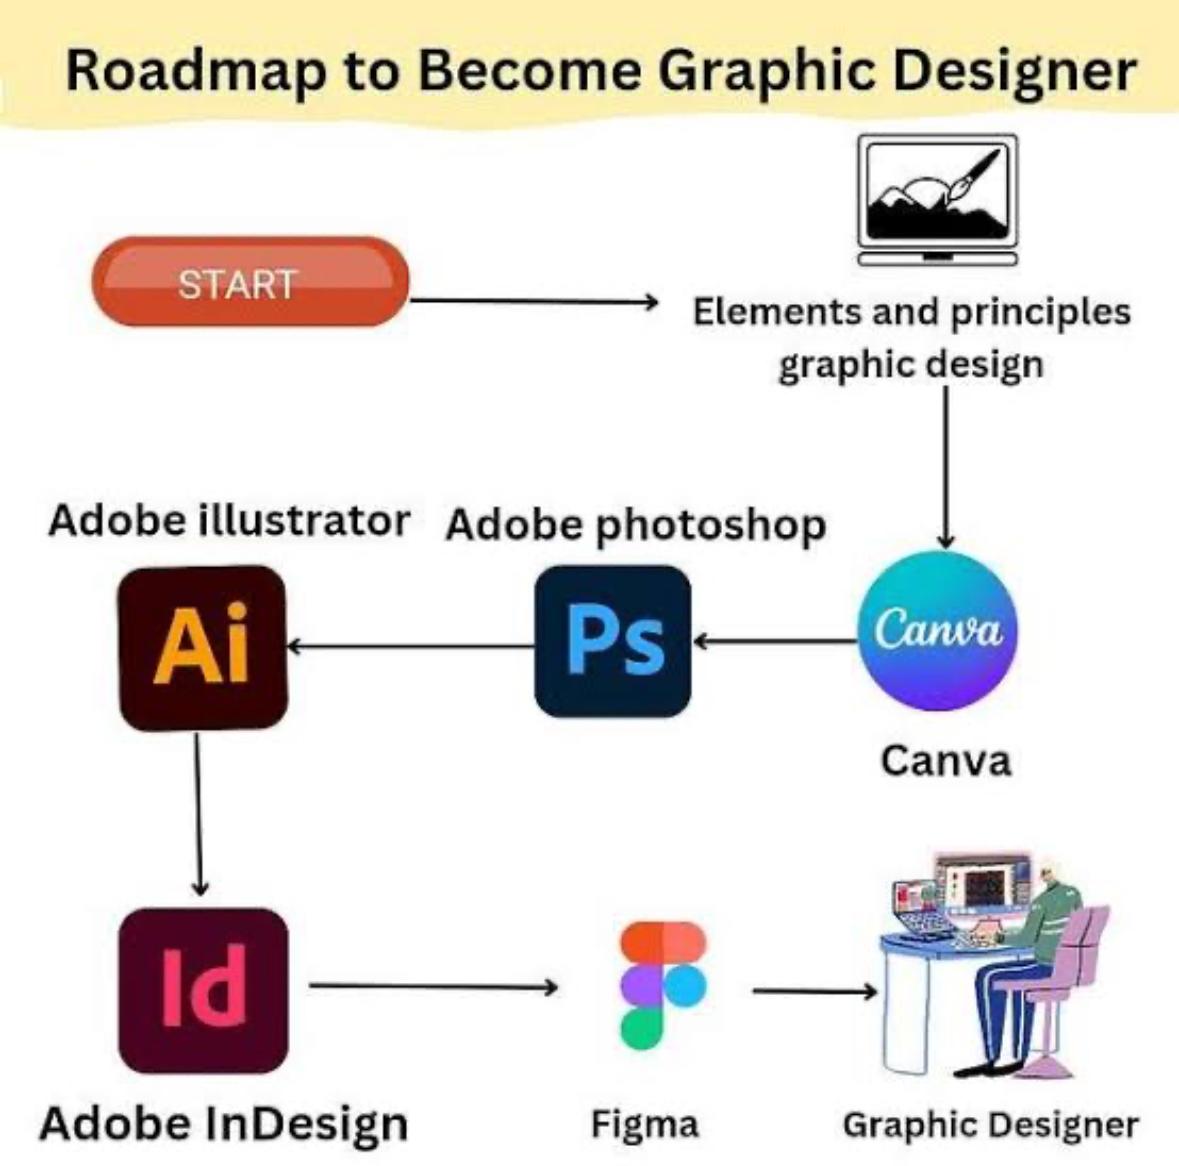 Roadmap to Become Graphic Designer
START
Elements and principles
graphic design
Adobe illustrator
Adobe photoshop
Ai
Ps
Canva
Canva
Id
Adobe InDesign
Figma
Graphic Designer